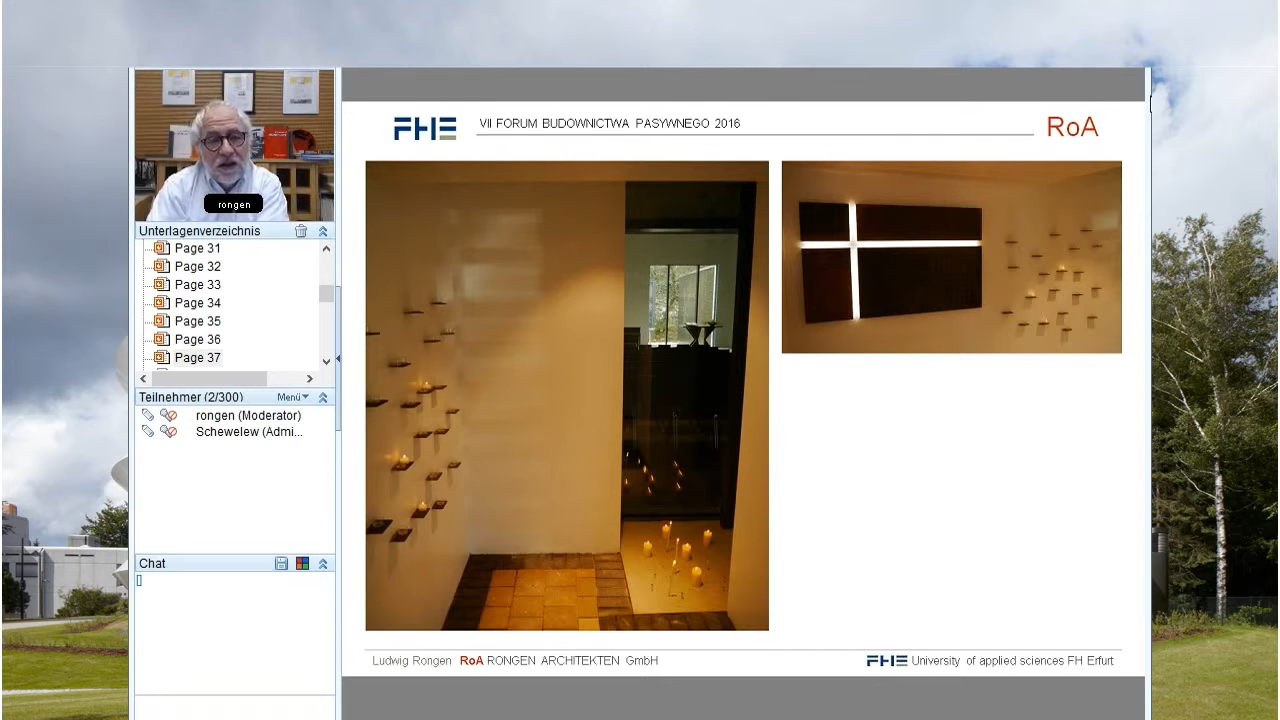 rongen
Unterlagenverzeichnis
Page 31
Page 32
Page 33
Page 34
Page 35
Page 36
Page 37
Teilnehmer (2/300)
Menü
rongen (Moderator)
Schewelew (Admi...
Chat
FHE
VII FORUM BUDOWNICTWA PASYWNEGO 2016
RoA
Ludwig Rongen RoA RONGEN ARCHITEKTEN GmbH
FHE University of applied sciences FH Erfurt